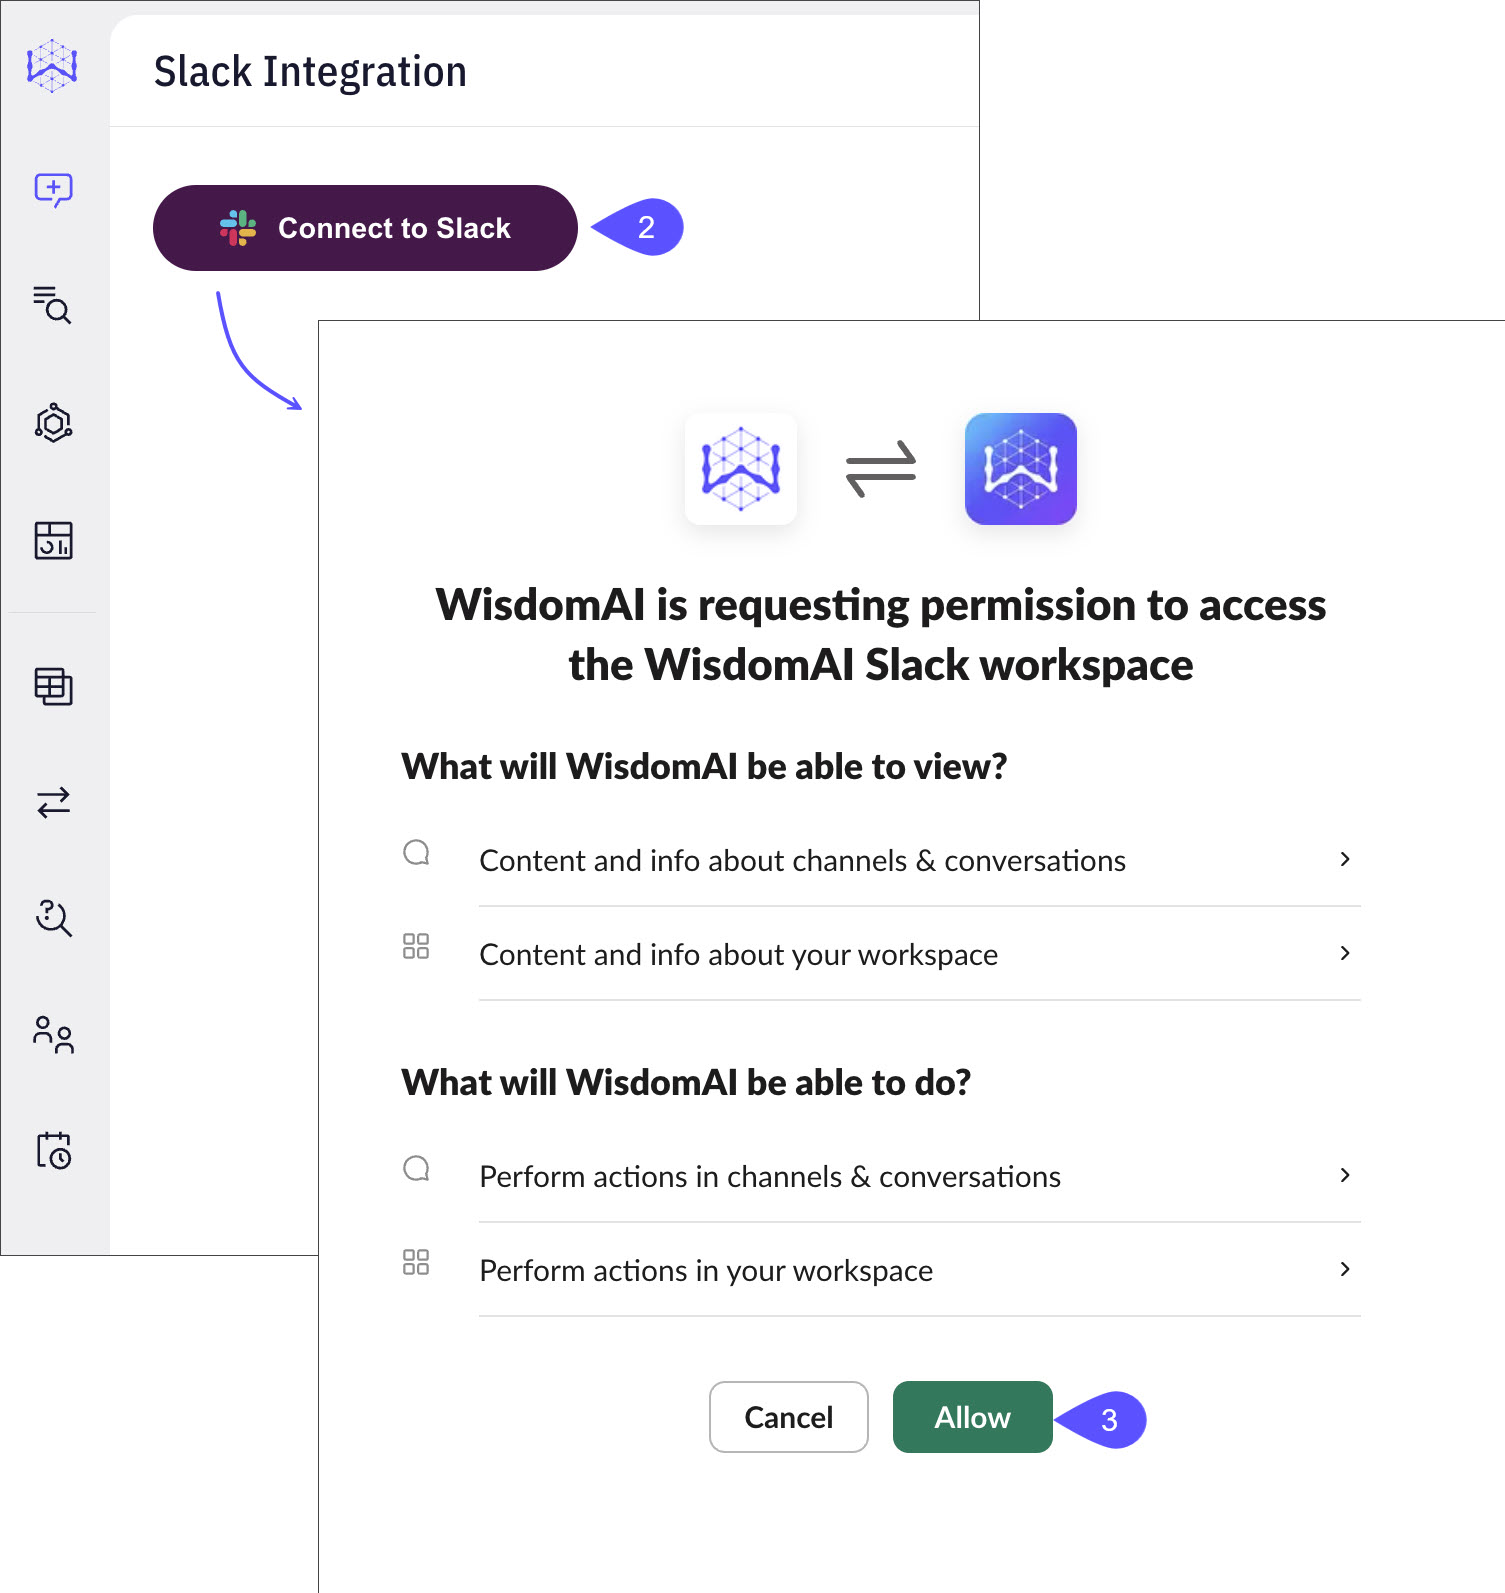 Slack Integration
Connect to Slack
2
WisdomAI is requesting permission to access
the WisdomAI Slack workspace
What will WisdomAI be able to view?
Content and info about channels & conversations
Content and info about your workspace
What will WisdomAI be able to do?
Perform actions in channels & conversations
Perform actions in your workspace
Cancel
Allow
3